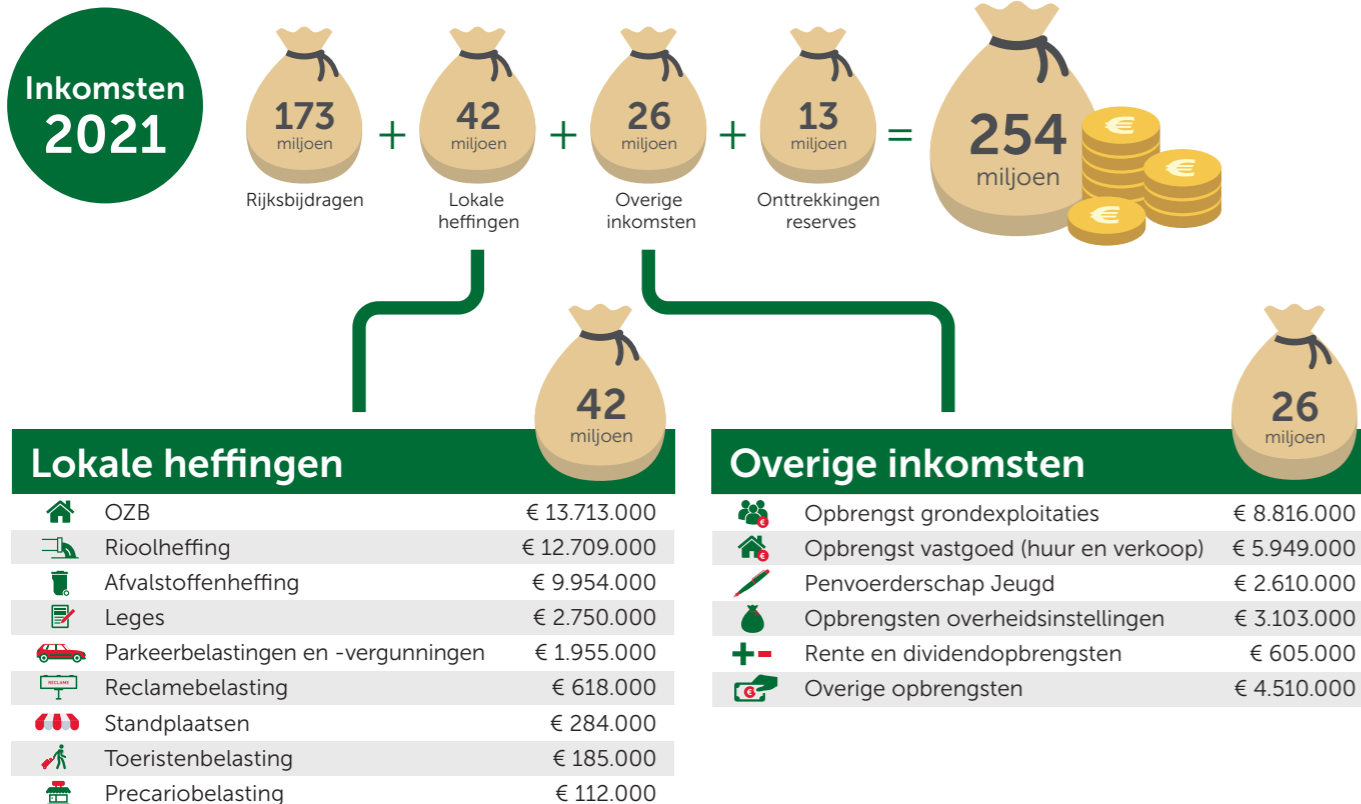 Inkomsten
2021
173
miljoen
+
42
miljoen
+
26
miljoen
+
13
miljoen
=
254
miljoen
€
€
€
Rijksbijdragen
Lokale
heffingen
Overige
inkomsten
Onttrekkingen
reserves
42
miljoen
Lokale heffingen
OZB € 13.713.000
Rioolheffing € 12.709.000
Afvalstoffenheffing € 9.954.000
Leges € 2.750.000
Parkeerbelastingen en -vergunningen € 1.955.000
RECLAME
Reclamebelasting € 618.000
Standplaatsen € 284.000
Toeristenbelasting € 185.000
Precariobelasting € 112.000
26
miljoen
Overige inkomsten
€
Opbrengst grondexploitaties € 8.816.000
€
Opbrengst vastgoed (huur en verkoop) € 5.949.000
Penvoerderschap Jeugd € 2.610.000
Opbrengsten overheidsinstellingen € 3.103.000
Rente en dividendopbrengsten € 605.000
€
Overige opbrengsten € 4.510.000